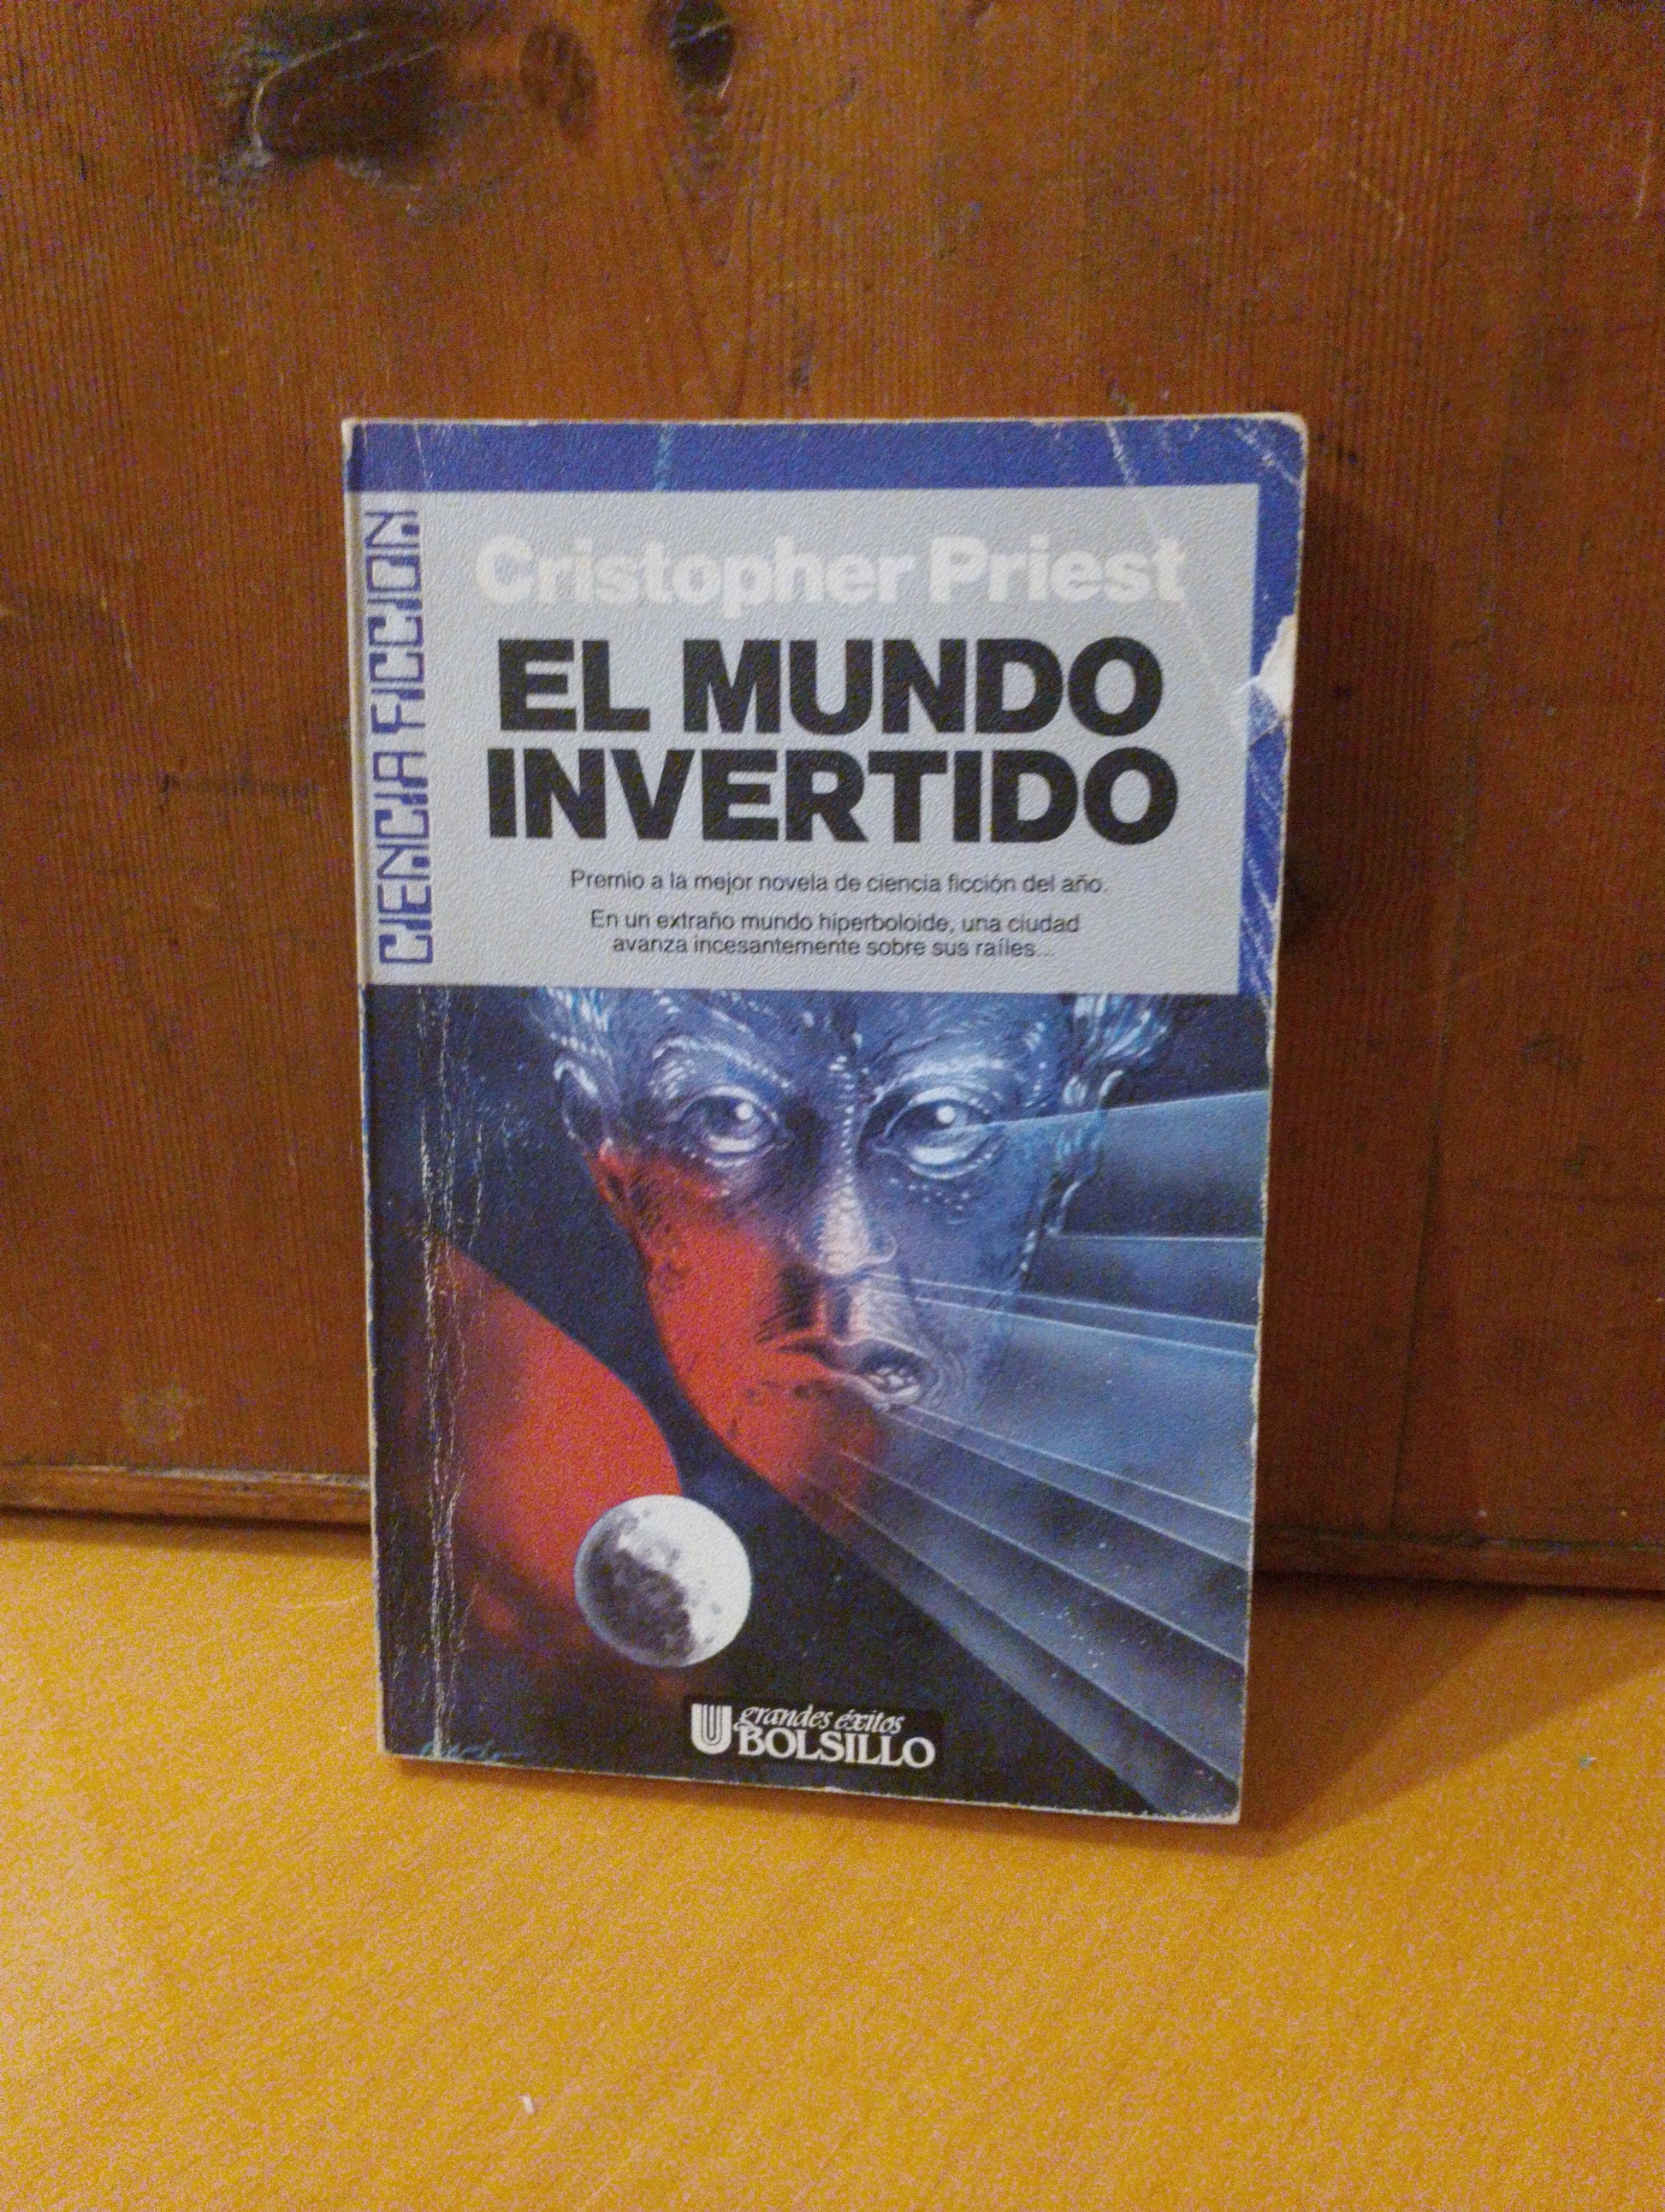 CIENCIA FICCION
Cristopher Priest
EL MUNDO
INVERTIDO
Premio a la mejor novela de ciencia ficción del año.
En un extraño mundo hiperboloide, una ciudad
avanza incesantemente sobre sus raíles...
grandes éxitos
BOLSILLO